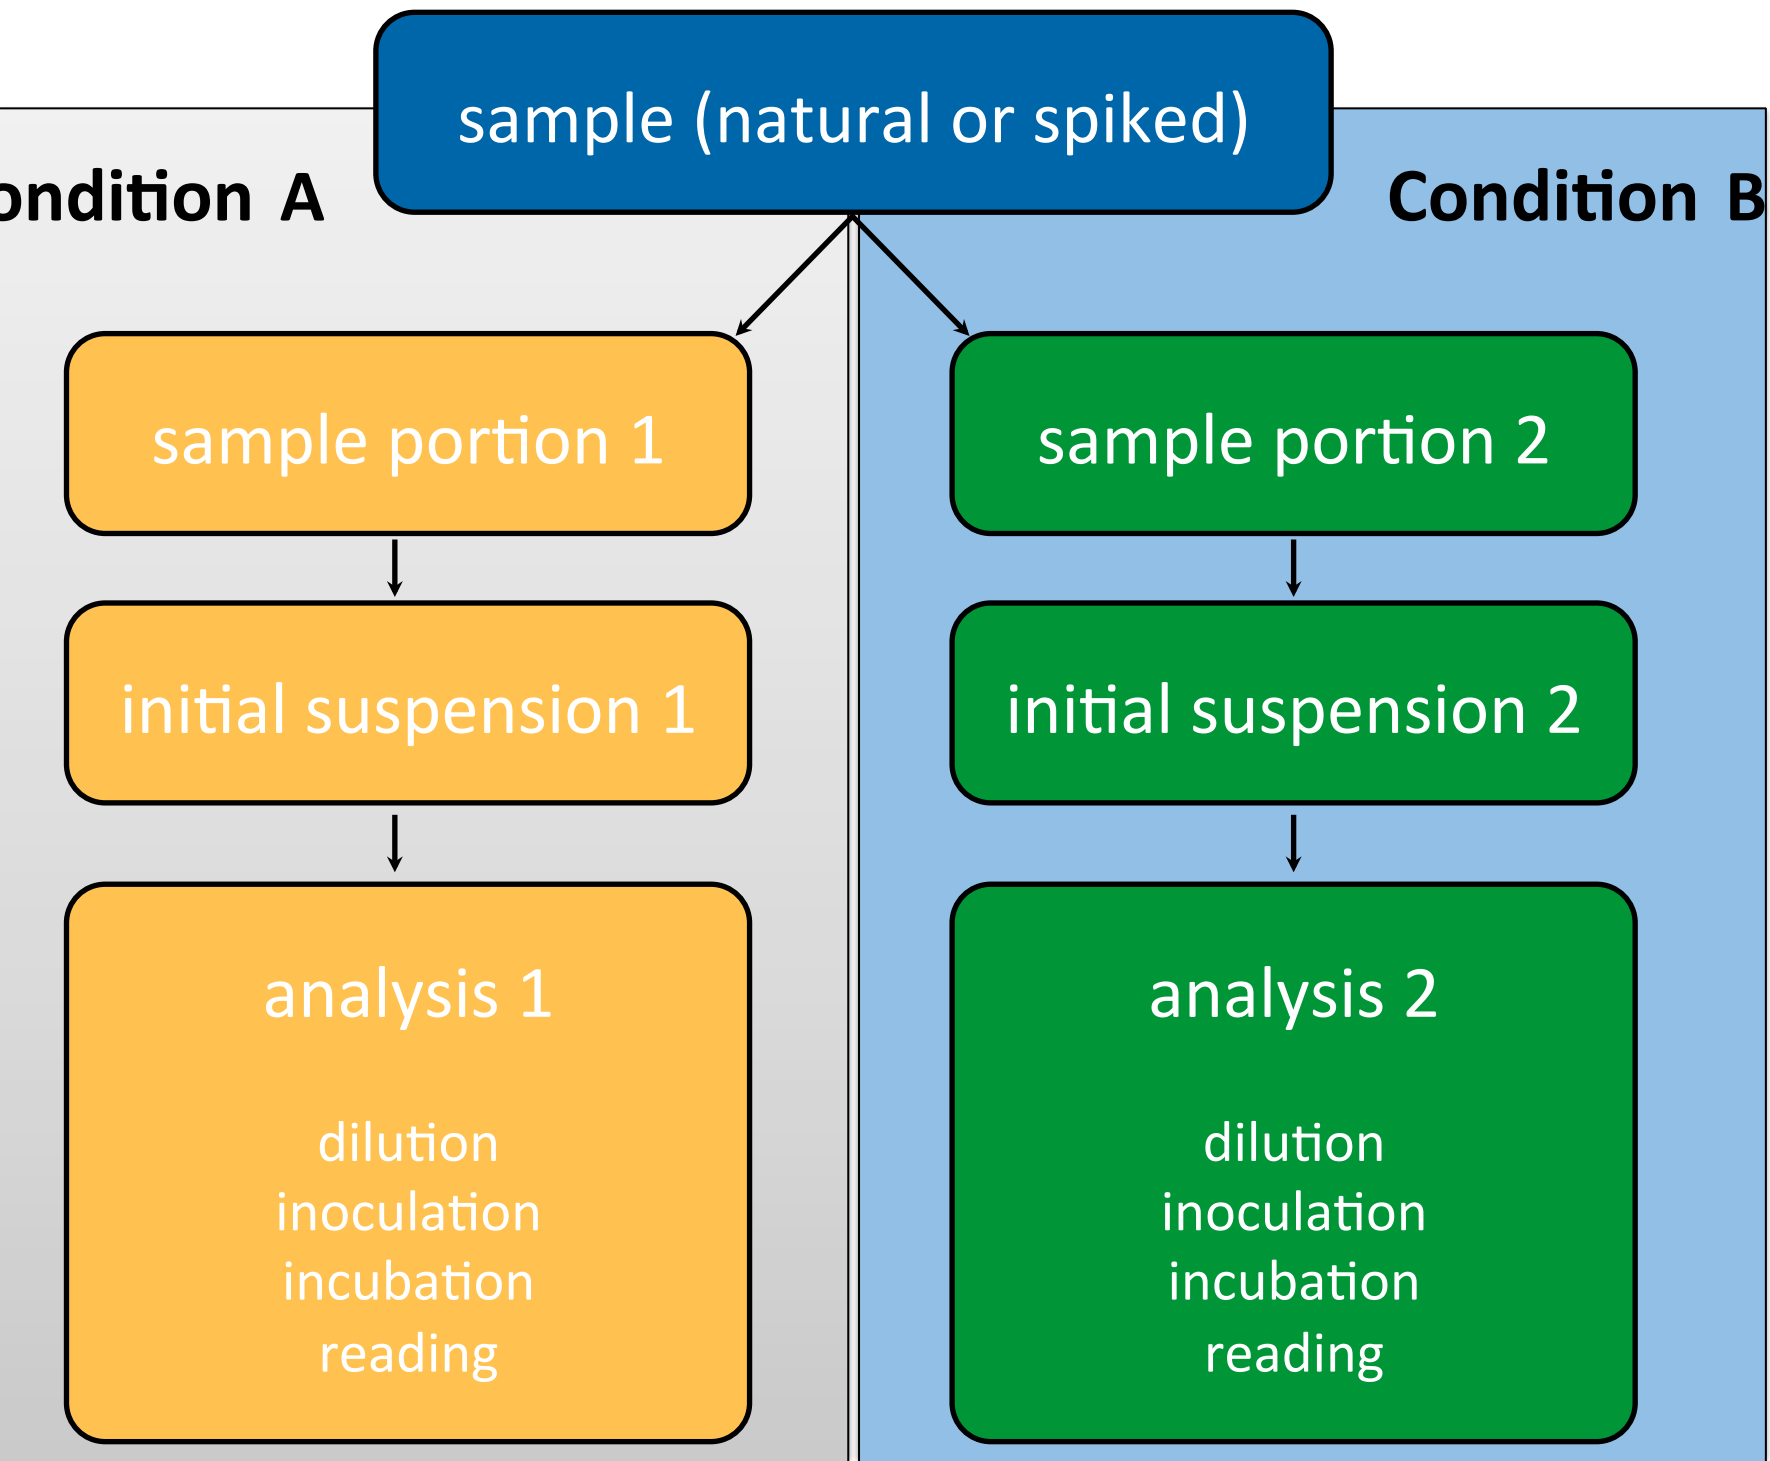 sample (natural or spiked)
ondition A
Condition B
sample portion 1
sample portion 2
initial suspension 1
initial suspension 2
analysis 1
dilution
inoculation
incubation
reading
analysis 2
dilution
inoculation
incubation
reading